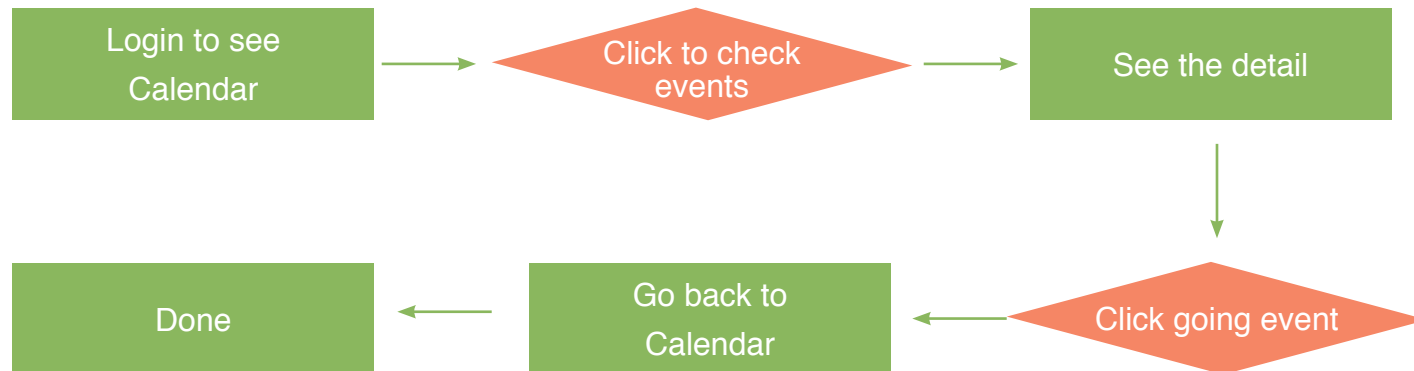 Login to see
Calendar
Click to check
events
See the detail
Click going event
Go back to
Calendar
Done